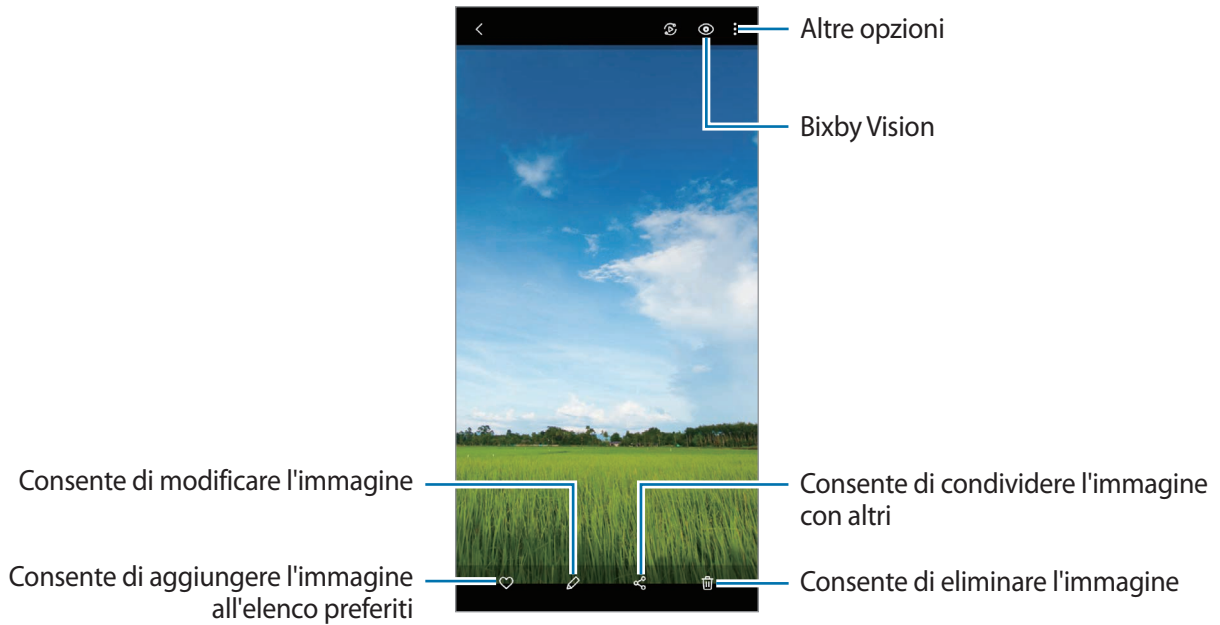 Altre opzioni
Bixby Vision
Consente di modificare l'immagine
Consente di condividere l'immagine
con altri
Consente di aggiungere l'immagine
all'elenco preferiti
Consente di eliminare l'immagine